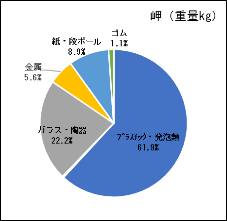 岬（重量kg）
ゴム
1.1%
紙・段ボール
8.9%
金属
5.6%
ガラス・陶器
22.2%
プラスチック・発泡類
61.9%